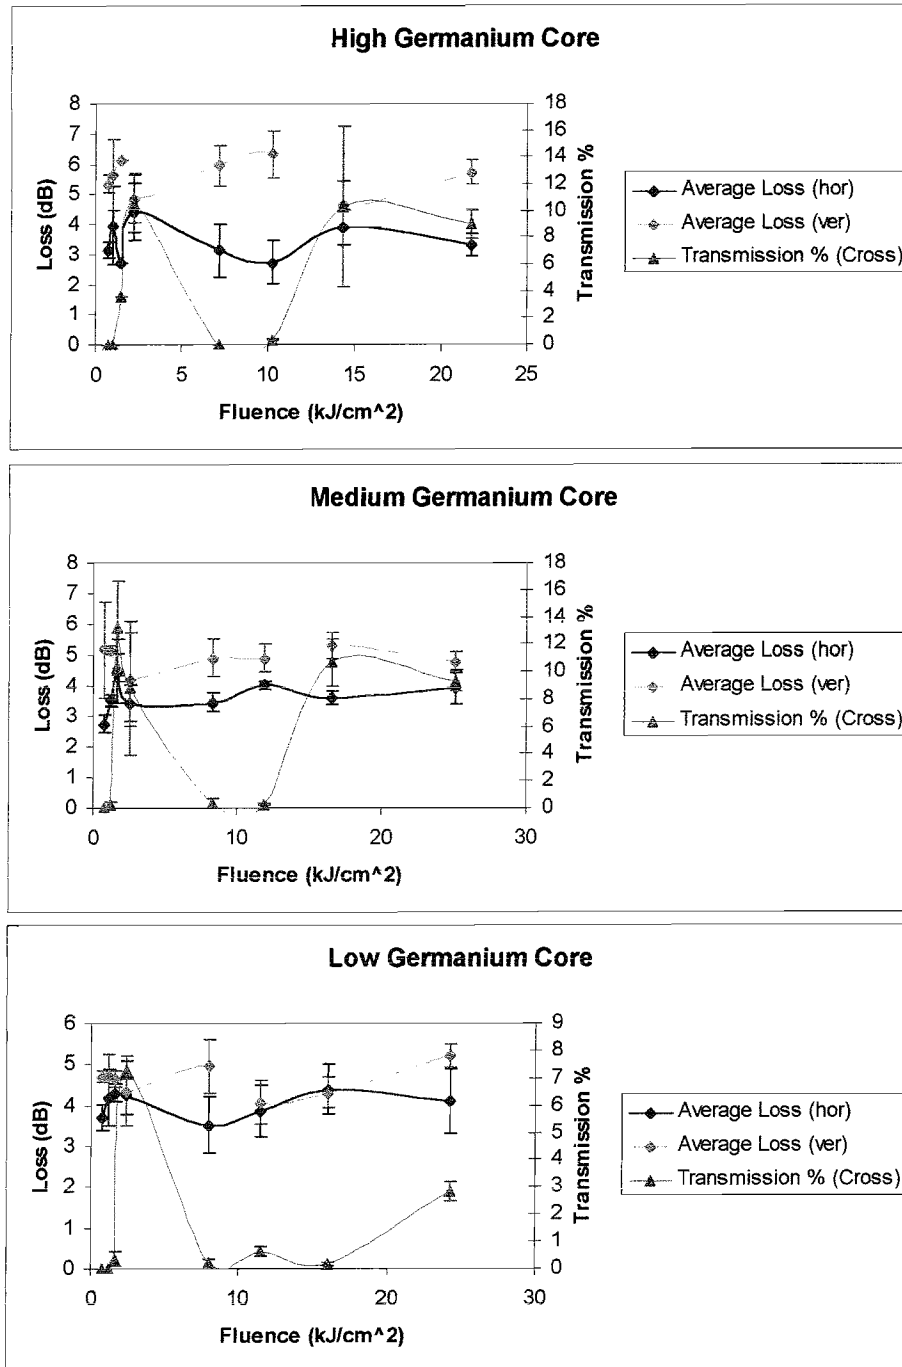 High Germanium Core
8 18
7 16
6 14
5 12
4 10
3 8
2 6
1 4
0 2
0
0 5 10 15 20 25
Loss (dB)
Transmission %
Fluence (kJ/cm^2)
Average Loss (hor)
Average Loss (ver)
Transmission % (Cross)
Medium Germanium Core
8 18
7 16
6 14
5 12
4 10
3 8
2 6
1 4
0 2
0
0 10 20 30
Loss (dB)
Transmission %
Fluence (kJ/cm^2)
Average Loss (hor)
Average Loss (ver)
Transmission % (Cross)
Low Germanium Core
6 9
5 8
4 7
3 6
2 5
1 4
0 3
2
1
0
0 10 20 30
Loss (dB)
Transmission %
Fluence (kJ/cm^2)
Average Loss (hor)
Average Loss (ver)
Transmission % (Cross)